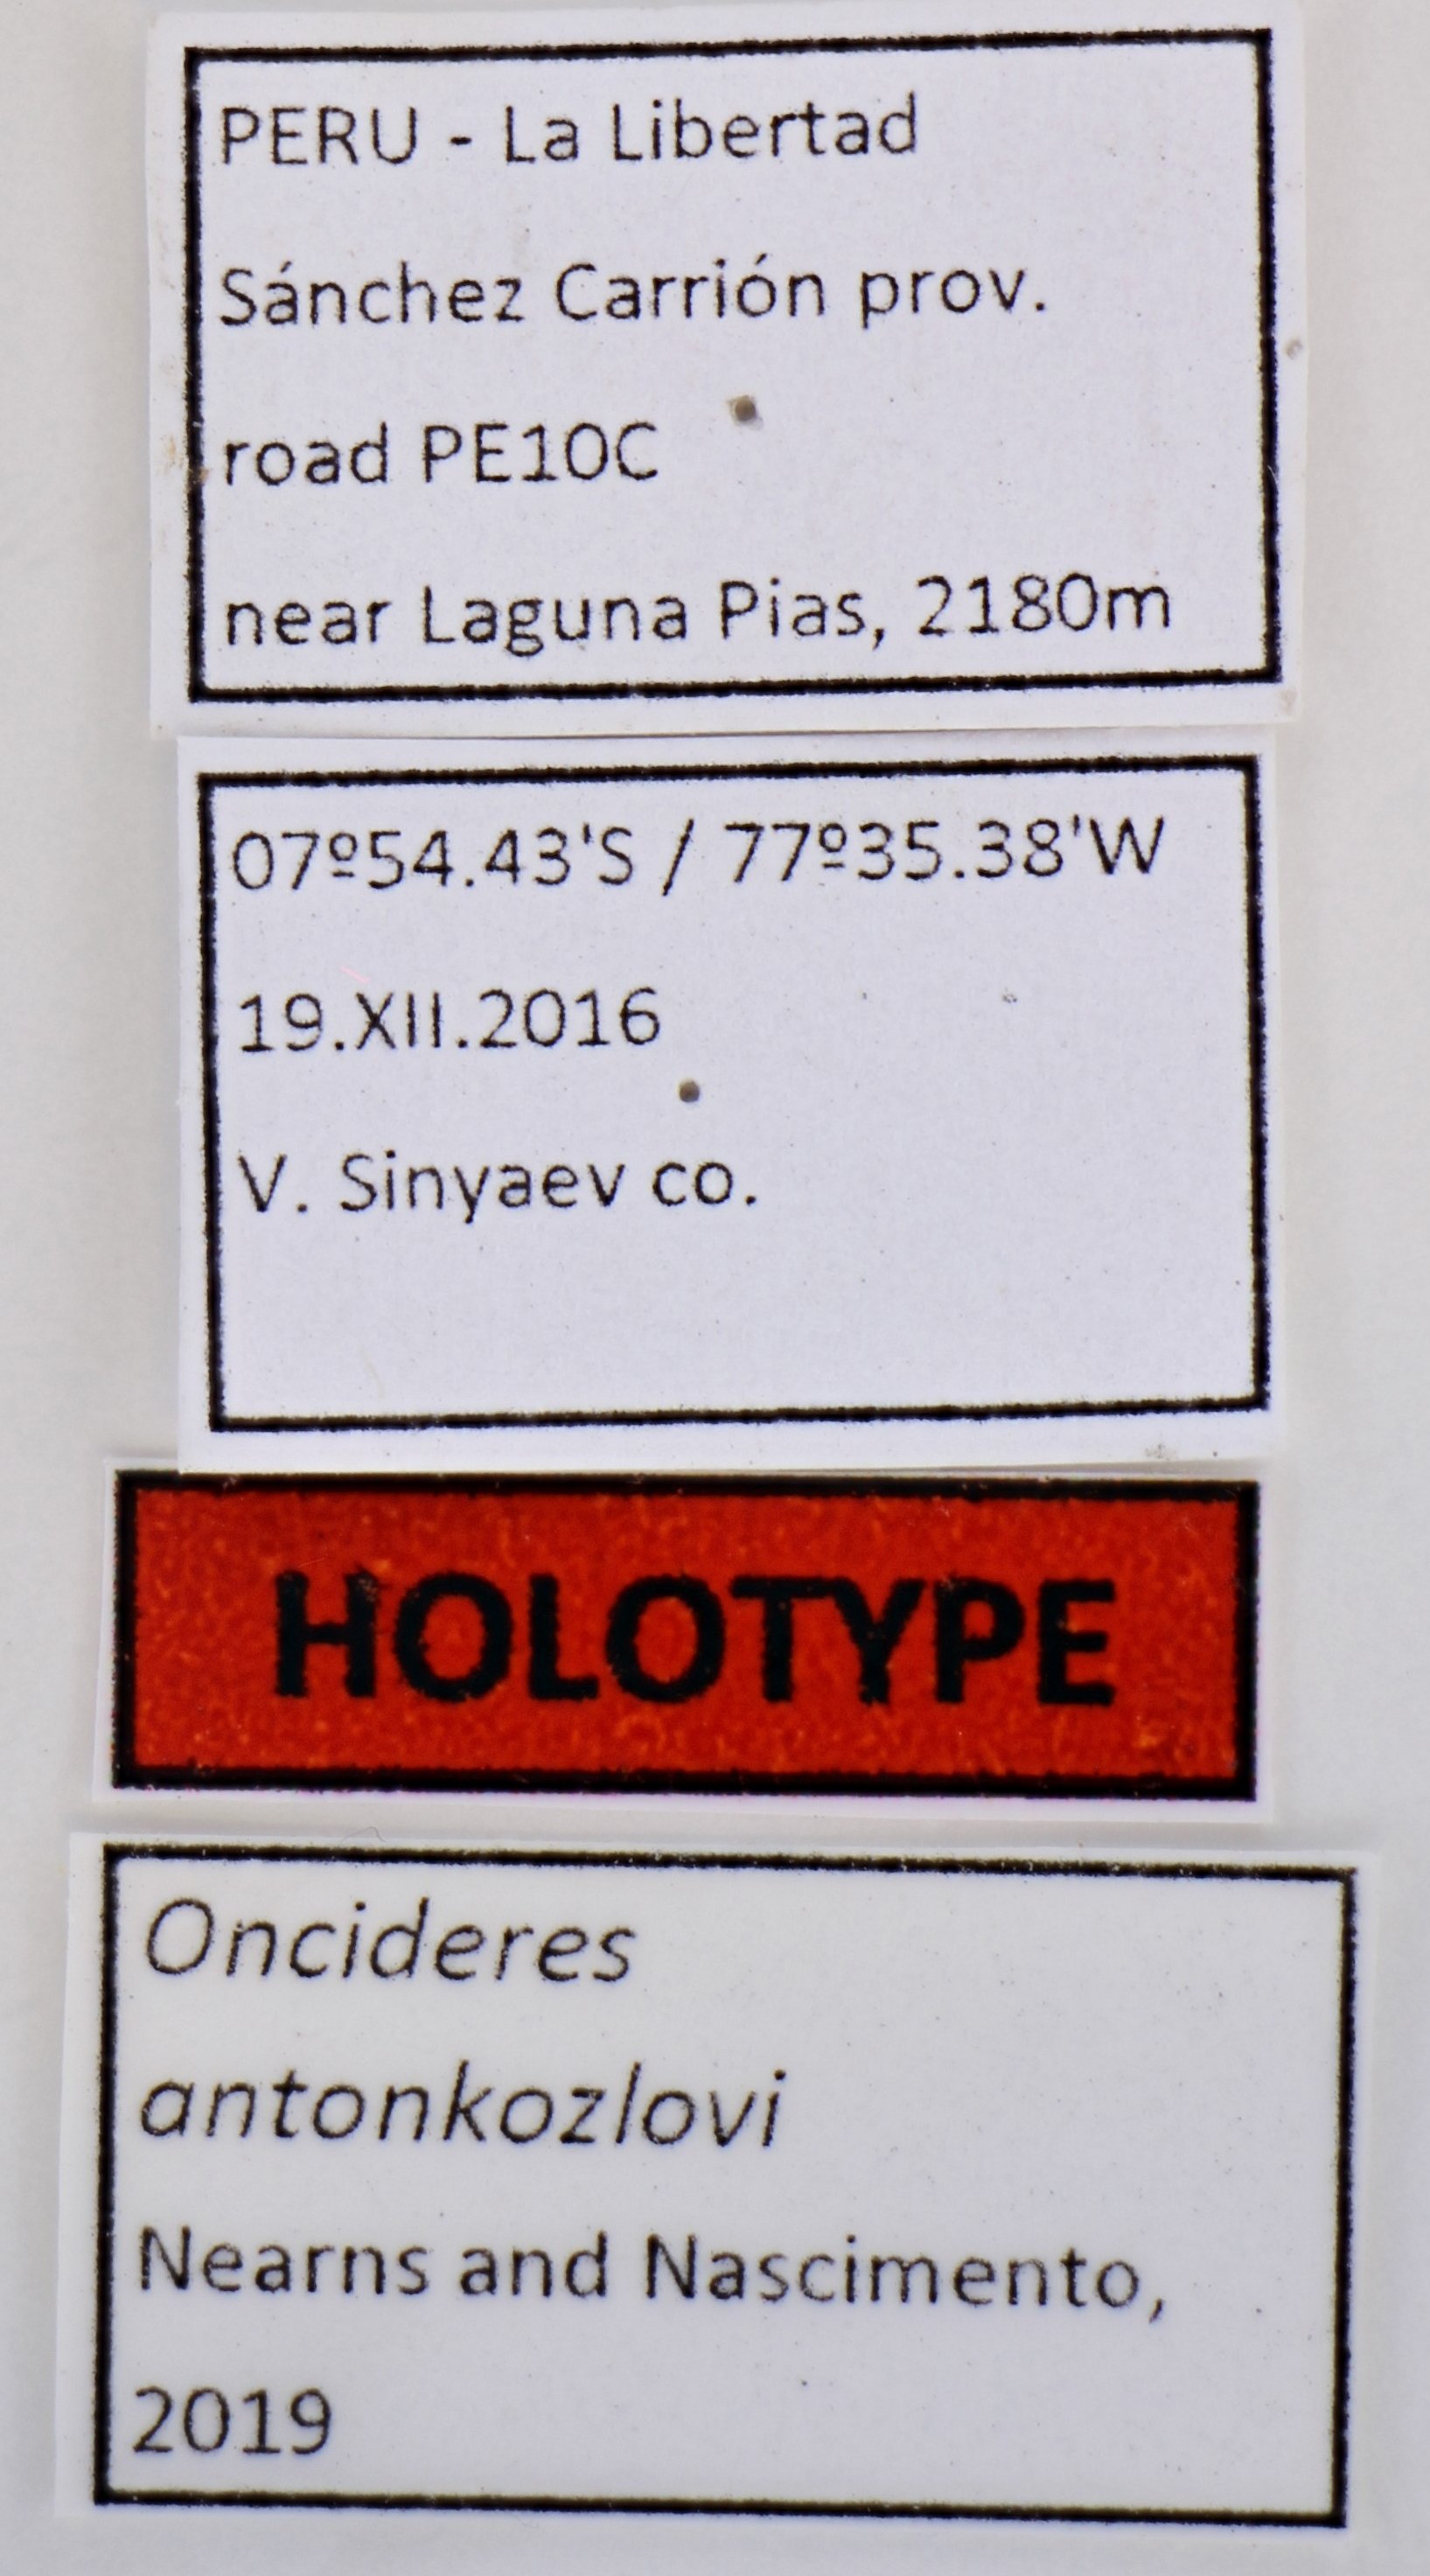 PERU - La Libertad
Sánchez Carrión prov.
road PE10C
near Laguna Pias, 2180m
07º54.43'S / 77º35.38'W
19.XII.2016
V. Sinyaev co.
HOLOTYPE
Oncideres
antonkozlovi
Nearns and Nascimento,
2019